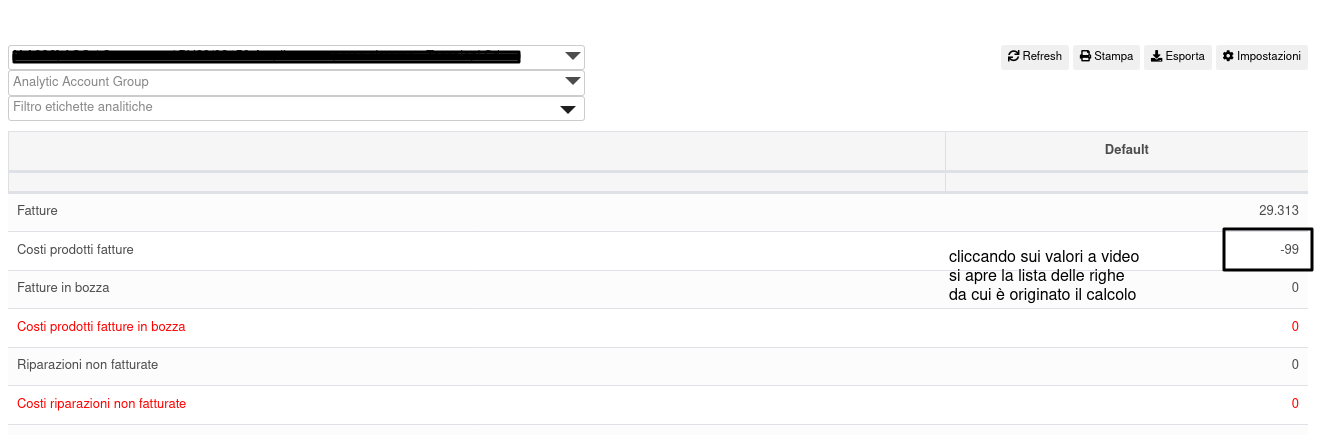 Refresh Stampa Esporta Impostazioni
Analytic Account Group
Filtro etichette analitiche
Default
Fatture 29.313
Costi prodotti fatture -99
cliccando sui valori a video
si apre la lista delle righe
da cui è originato il calcolo
Fatture in bozza 0
Costi prodotti fatture in bozza 0
Riparazioni non fatturate 0
Costi riparazioni non fatturate 0